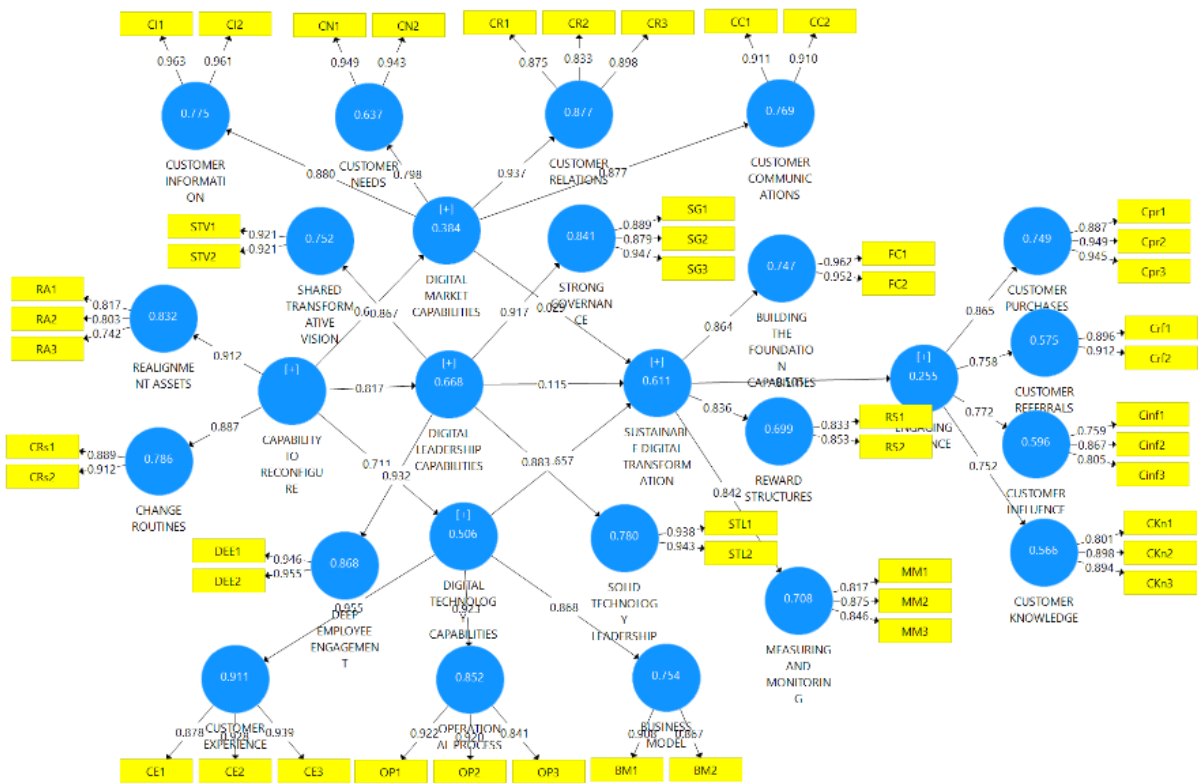 CI1
CI2
CN1
CN2
CR1
CR2
CR3
CC1
CC2
0.963
0.961
0.949
0.943
0.875
0.833
0.898
0.911
0.910
0.775
0.637
0.877
0.769
CUSTOMER
INFORMATI
ON
CUSTOMER
NEEDS
CUSTOMER
RELATIONS
CUSTOMER
COMMUNIC
ATIONS
0.880
0.798
0.937
0.877
STV1
STV2
0.921
0.921
0.752
SHARED
TRANSFORM
ATIVE
VISION
[+]
0.384
DIGITAL
MARKET
CAPABILITIES
0.841
STRONG
GOVERNA
NCE
0.889
0.879
0.947
SG1
SG2
SG3
0.747
BUILDING
THE
FOUNDATIO
N
CAPABILITIES
0.962
0.952
FC1
FC2
0.749
CUSTOMER
PURCHASES
0.887
0.949
0.945
Cpr1
Cpr2
Cpr3
RA1
RA2
RA3
0.817
0.803
0.742
0.832
REALIGNME
NT ASSETS
0.912
0.867
0.917
0.029
0.864
0.865
[+]
CAPABILITY
TO
RECONFIGU
RE
0.817
[+]
0.668
DIGITAL
LEADERSHIP
CAPABILITIES
0.115
[+]
0.611
SUSTAINABL
E DIGITAL
TRANSFORM
ATION
[+]
0.255
0.758
0.575
CUSTOMER
REFERRALS
0.896
0.912
Crf1
Crf2
0.836
0.699
REWARD
STRUCTURES
0.833
0.853
RS1
RS2
0.772
0.752
0.596
CUSTOMER
INFLUENCE
0.759
0.867
0.805
Cinf1
Cinf2
Cinf3
CRs1
CRs2
0.889
0.912
0.786
CHANGE
ROUTINES
0.887
0.711
0.932
0.883
.657
0.842
DEE1
DEE2
0.946
0.955
0.868
DEEP
EMPLOYEE
ENGAGEMEN
T
[+]
0.506
DIGITAL
TECHNOLOG
Y
CAPABILITIES
0.780
SOLID
TECHNOLO
GY
LEADERSHIP
0.938
0.943
STL1
STL2
0.708
MEASURING
AND
MONITORIN
G
0.817
0.875
0.846
MM1
MM2
MM3
0.566
CUSTOMER
KNOWLEDGE
0.801
0.898
0.894
CKn1
CKn2
CKn3
0.955
0.923
0.868
0.911
CUSTOMER
EXPERIENCE
0.852
OPERATION
AL PROCESS
0.754
BUSINESS
MODEL
0.878
0.928
0.939
0.922
0.920
0.841
0.908
0.867
CE1
CE2
CE3
OP1
OP2
OP3
BM1
BM2